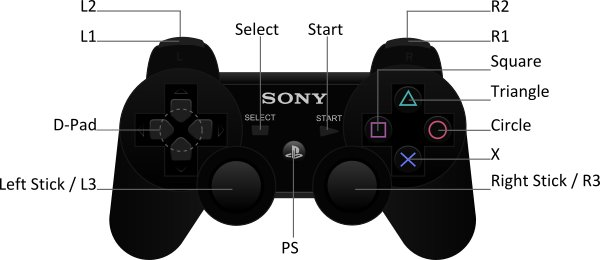 L2
R2
L1
Select
Start
R1
L
R
Square
Triangle
SONY
SELECT
START
D-Pad
Circle
X
Left Stick / L3
Right Stick / R3
PS